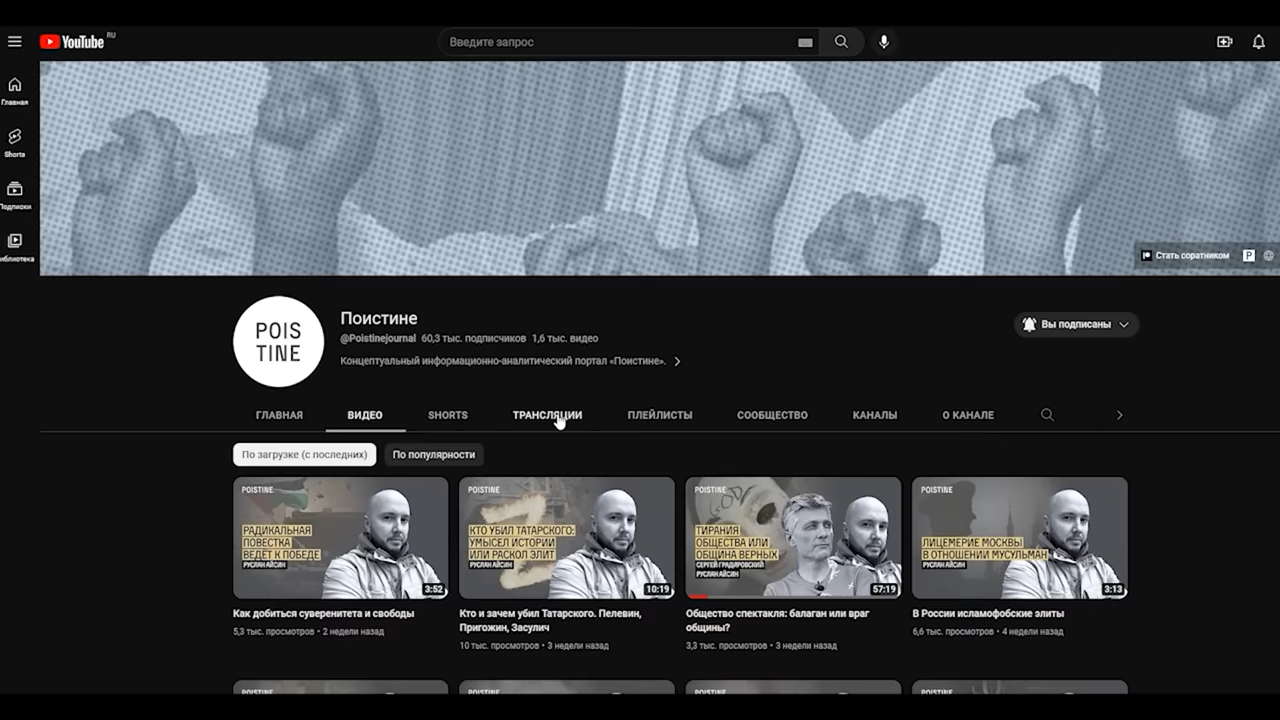 YouTube RU
Введите запрос
Главная
Shorts
Подписки
иблиотека
Стать соратником
P
POIS
TINE
Поистине
@Poistinejournal 60,3 тыс. подписчиков 1,6 тыс. видео
Концептуальный информационно-аналитический портал «Поистине».
Вы подписаны
ГЛАВНАЯ ВИДЕО SHORTS ТРАНСЛЯЦИИ ПЛЕЙЛИСТЫ СООБЩЕСТВО КАНАЛЫ О КАНАЛЕ
По загрузке (с последних) По популярности
POISTINE
РАДИКАЛЬНАЯ
ПОВЕСТКА
ВЕДЁТ К ПОБЕДЕ
РУСЛАН АЙСИН
3:52
Как добиться суверенитета и свободы
5,3 тыс. просмотров • 2 недели назад
POISTINE
КТО УБИЛ ТАТАРСКОГО:
УМЫСЕЛ ИСТОРИИ
ИЛИ РАСКОЛ ЭЛИТ
РУСЛАН АЙСИН
10:19
Кто и зачем убил Татарского. Пелевин,
Пригожин, Засулич
10 тыс. просмотров • 3 недели назад
POISTINE
ТИРАНИЯ
ОБЩЕСТВА ИЛИ
ОБЩИНА ВЕРНЫХ
СЕРГЕЙ ГРАДИРОВСКИЙ
РУСЛАН АЙСИН
57:19
Общество спектакля: балаган или враг
общины?
3,3 тыс. просмотров • 3 недели назад
POISTINE
ЛИЦЕМЕРИЕ МОСКВЫ
В ОТНОШЕНИИ МУСУЛЬМАН
РУСЛАН АЙСИН
3:13
В России исламофобские элиты
6,6 тыс. просмотров • 4 недели назад
POISTINE POISTINE POISTINE POISTINE